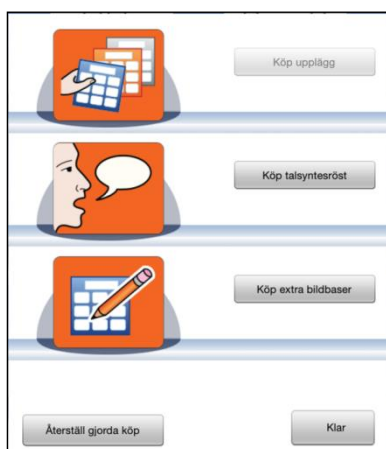 Köp upplägg
Köp talsyntesröst
Köp extra bildbaser
Återställ gjorda köp
Klar